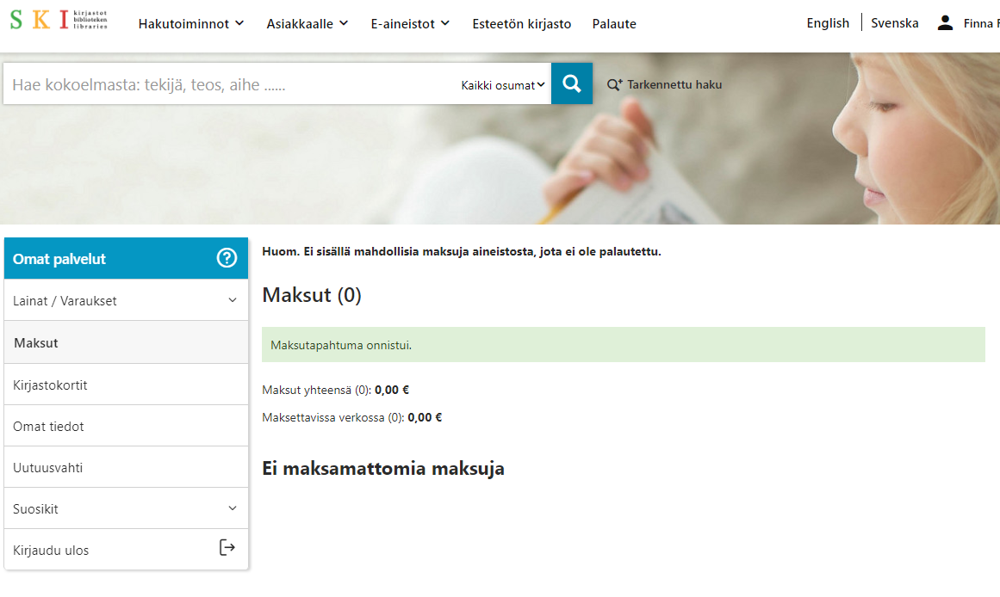 SKI kirjastot
biblioteken
libraries
Hakutoiminnot
Asiakkaalle
E-aineistot
Esteetön kirjasto
Palaute
English
Svenska
Finna
Hae kokoelmasta: tekijä, teos, aihe ......
Kaikki osumat
Tarkennettu haku
Omat palvelut
Lainat / Varaukset
Maksut
Kirjastokortit
Omat tiedot
Uutuusvahti
Suosikit
Kirjaudu ulos
Huom. Ei sisällä mahdollisia maksuja aineistosta, jota ei ole palautettu.
Maksut (0)
Maksutapahtuma onnistui.
Maksut yhteensä (0): 0,00 €
Maksettavissa verkossa (0): 0,00 €
Ei maksamattomia maksuja